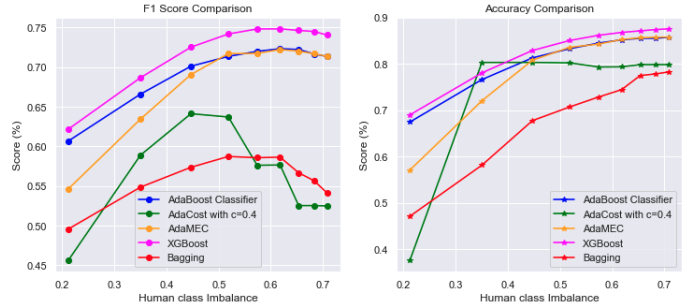 F1 Score Comparison
0.75
0.70
0.65
0.60
0.55
0.50
0.45
Score (%)
0.2 0.3 0.4 0.5 0.6 0.7
Human class Imbalance
AdaBoost Classifier
AdaCost with c=0.4
AdaMEC
XGBoost
Bagging
Accuracy Comparison
0.9
0.8
0.7
0.6
0.5
0.4
Score (%)
0.2 0.3 0.4 0.5 0.6 0.7
Human class Imbalance
AdaBoost Classifier
AdaCost with c=0.4
AdaMEC
XGBoost
Bagging